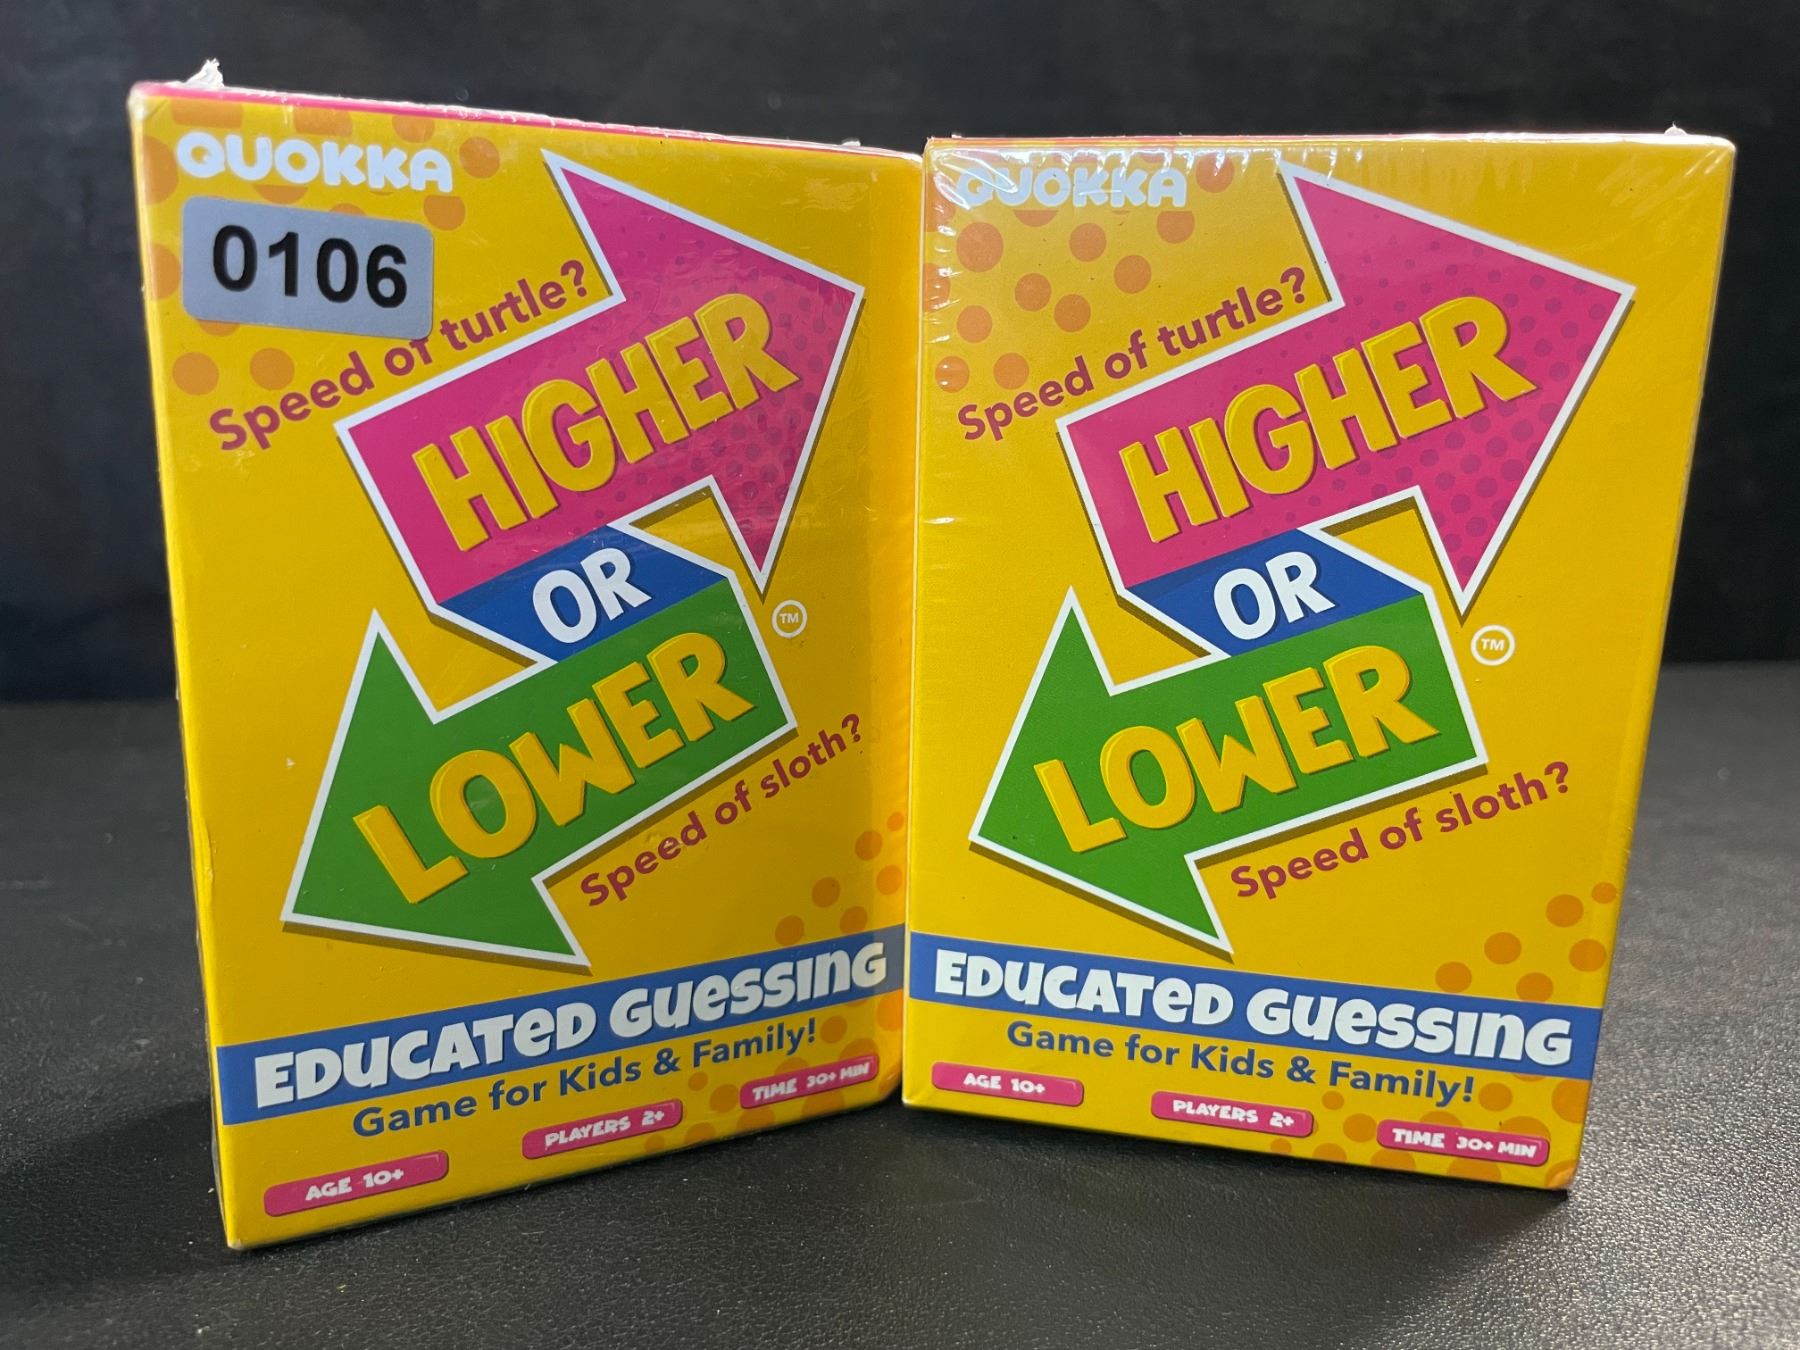 QUOKKA
0106
Speed of turtle?
HIGHER
OR
LOWER
TM
Speed of sloth?
EDUCATED GUESSING
Game for Kids & Family!
AGE 10+
PLAYERS 2+
TIME 30+ MIN
QUOKKA
Speed of turtle?
HIGHER
OR
LOWER
TM
Speed of sloth?
EDUCATED GUESSING
Game for Kids & Family!
AGE 10+
PLAYERS 2+
TIME 30+ MIN